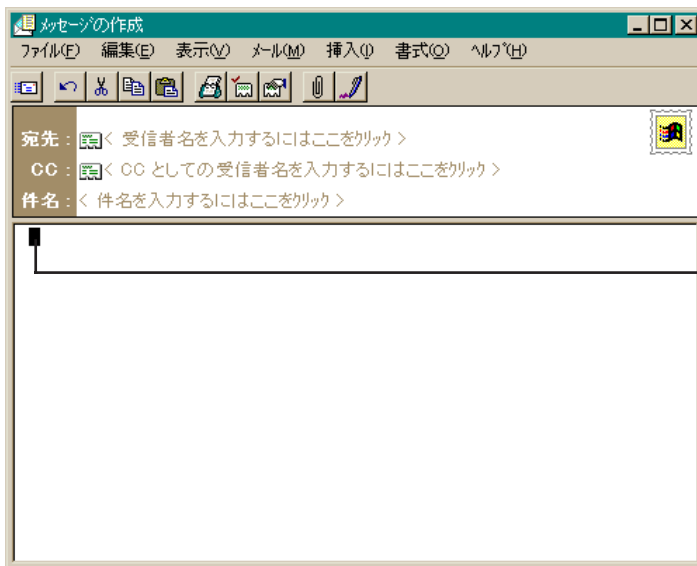 メッセージの作成
ファイル(F) 編集(E) 表示(V) メール(M) 挿入(I) 書式(O) ヘルプ(H)
宛先 : < 受信者名を入力するにはここをクリック >
CC : < CC としての受信者名を入力するにはここをクリック >
件名 : < 件名を入力するにはここをクリック >